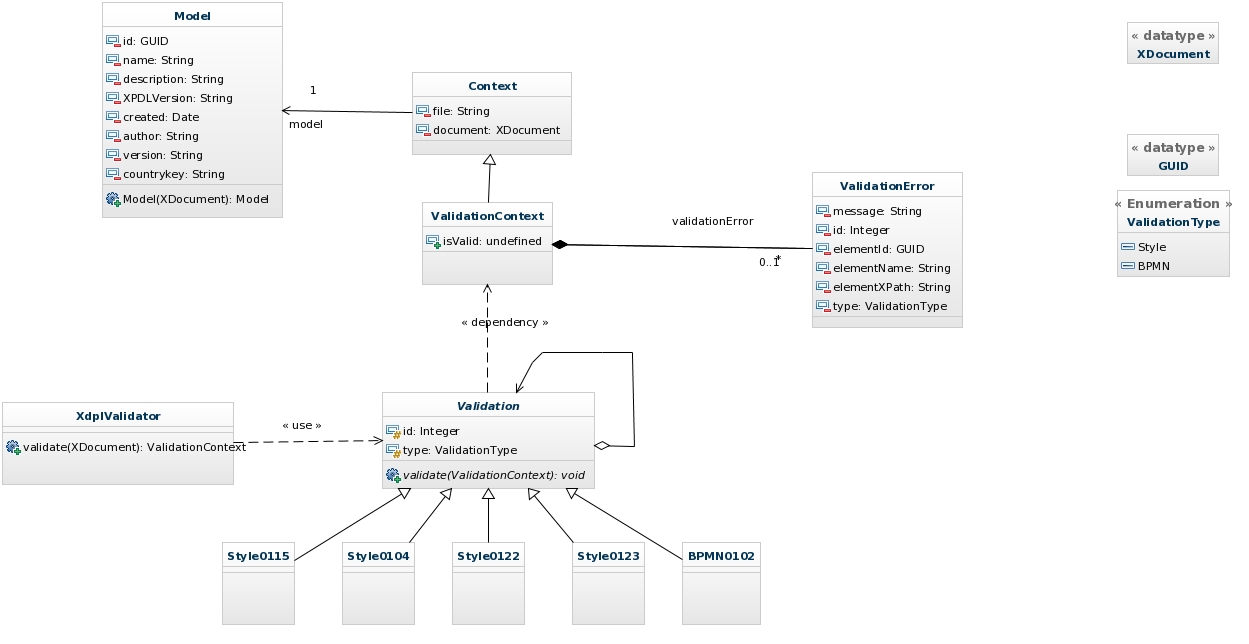 Model
id: GUID
name: String
description: String
XPDLVersion: String
created: Date
author: String
version: String
countrykey: String
Model(XDocument): Model
1
model
Context
file: String
document: XDocument
« datatype »
XDocument
« datatype »
GUID
« Enumeration »
ValidationType
Style
BPMN
ValidationContext
isValid: undefined
validationError
0..1
*
ValidationError
message: String
id: Integer
elementId: GUID
elementName: String
elementXPath: String
type: ValidationType
« dependency »
XdplValidator
validate(XDocument): ValidationContext
« use »
Validation
id: Integer
type: ValidationType
validate(ValidationContext): void
Style0115
Style0104
Style0122
Style0123
BPMN0102